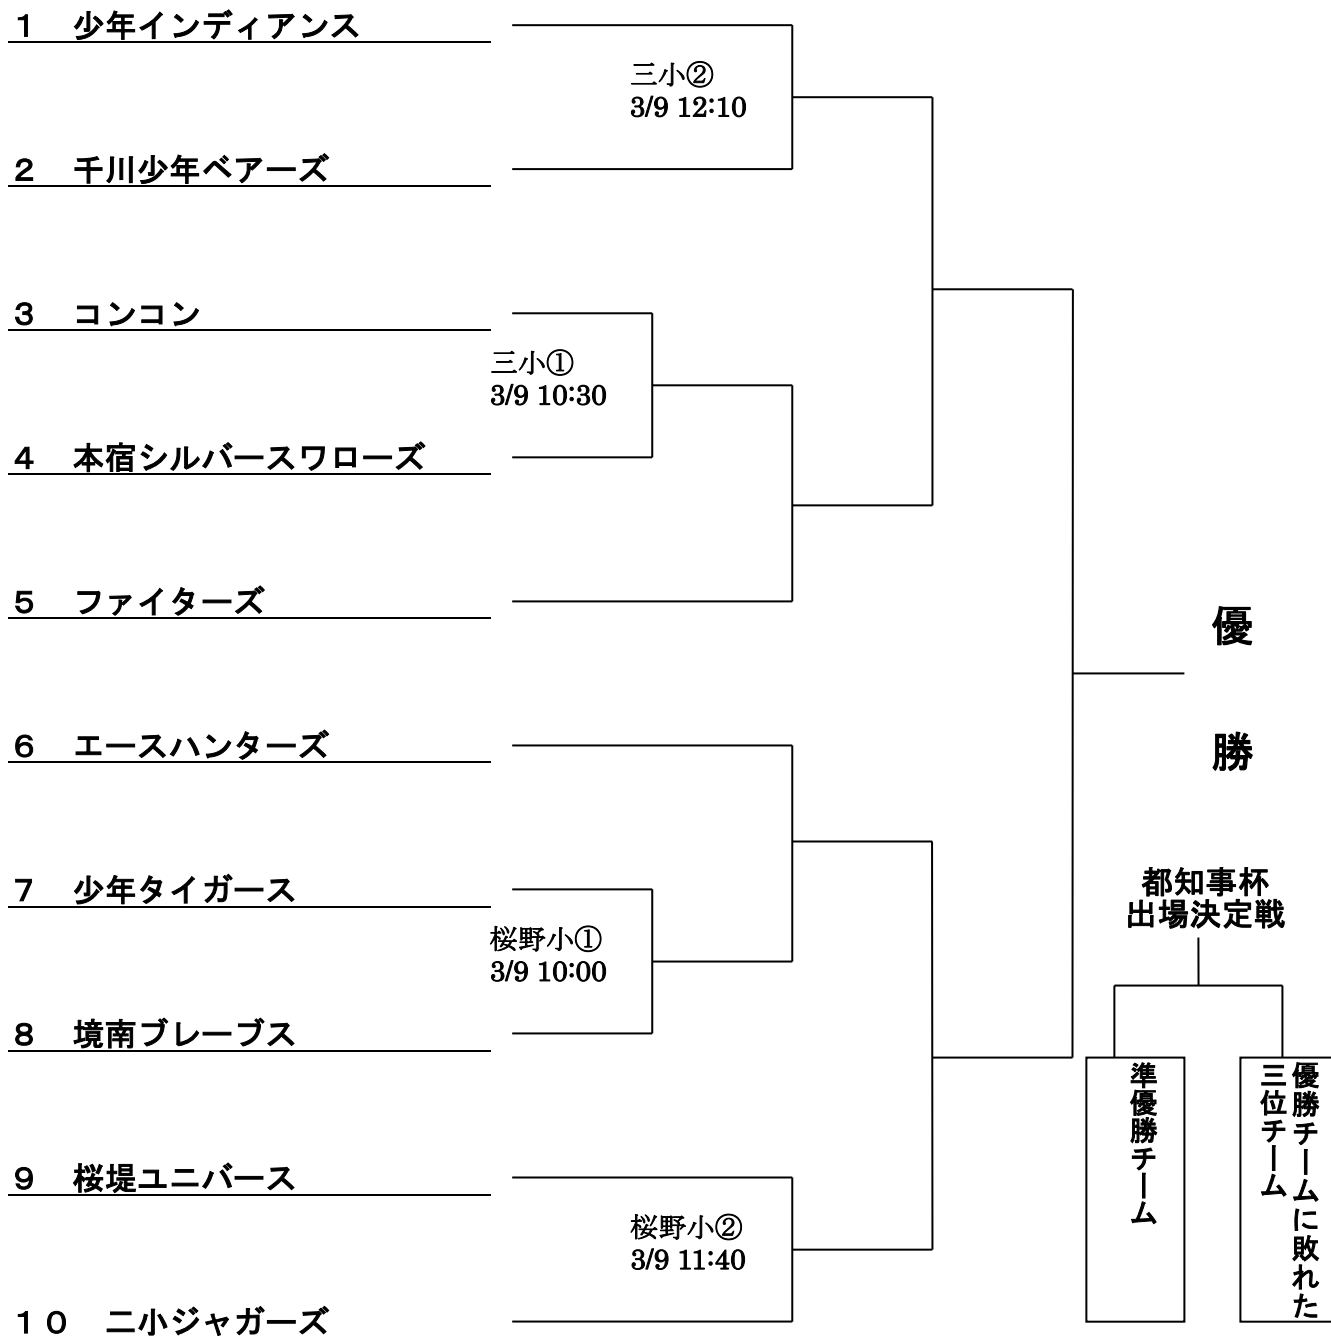 １　少年インディアンス
三小②
3/9 12:10
２　千川少年ベアーズ
３　コンコン
三小①
3/9 10:30
４　本宿シルバースワローズ
５　ファイターズ
優
勝
６　エースハンターズ
７　少年タイガース
都知事杯
出場決定戦
桜野小①
3/9 10:00
８　境南ブレーブス
準優勝チーム
優勝チームに敗れた
三位チーム
９　桜堤ユニバース
桜野小②
3/9 11:40
１０　二小ジャガーズ